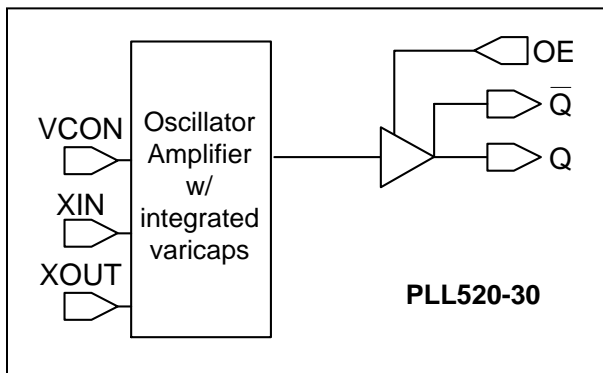 VCON
XIN
XOUT
Oscillator
Amplifier
w/
integrated
varicaps
OE
Q̅
Q
PLL520-30